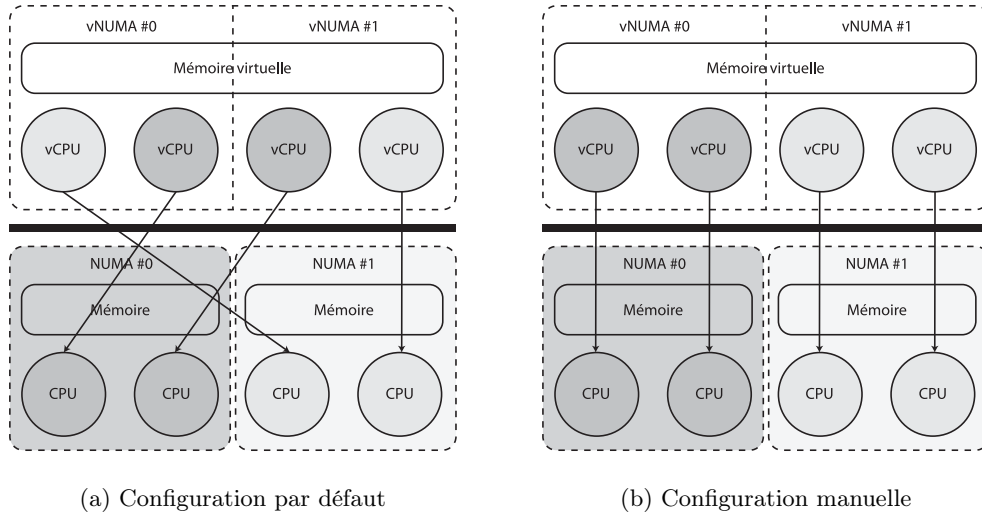 vNUMA #0 vNUMA #1
Mémoire virtuelle
vCPU vCPU vCPU vCPU
NUMA #0 NUMA #1
Mémoire Mémoire
CPU CPU CPU CPU
(a) Configuration par défaut
vNUMA #0 vNUMA #1
Mémoire virtuelle
vCPU vCPU vCPU vCPU
NUMA #0 NUMA #1
Mémoire Mémoire
CPU CPU CPU CPU
(b) Configuration manuelle